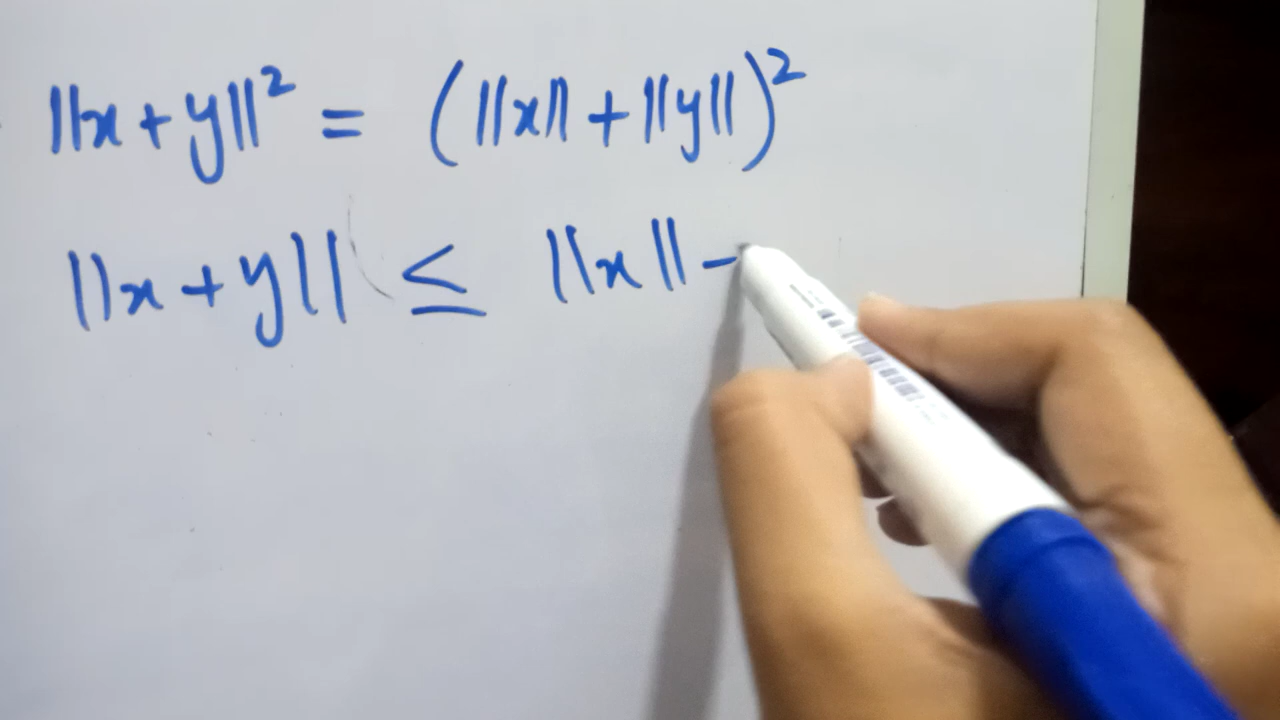 ||x + y||² = (||x|| + ||y||)²
||x + y|| ≤ ||x|| -